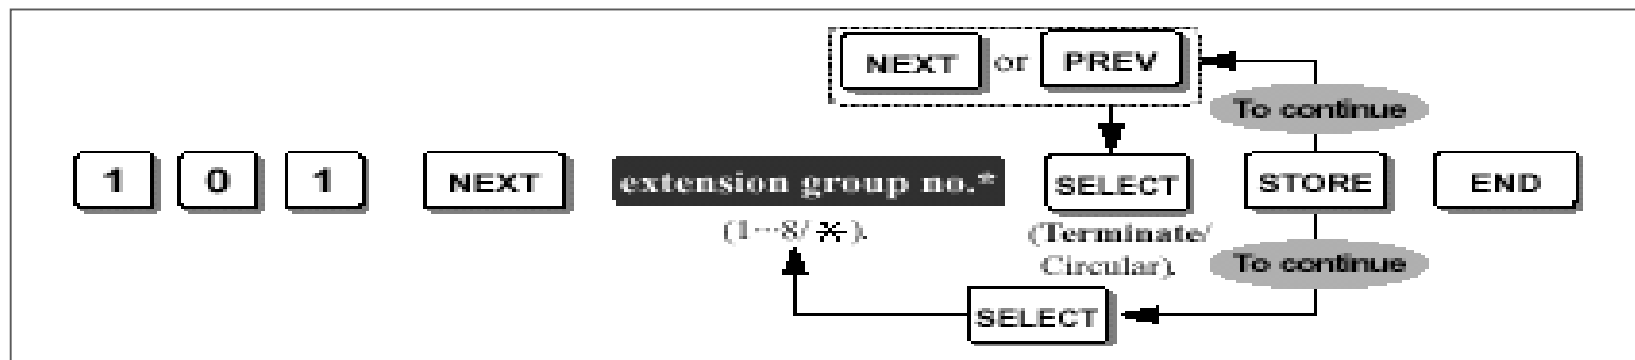 NEXT or PREV
To continue
1 0 1 NEXT extension group no.* SELECT STORE END
(1···8/ ✕ ).
(Terminate/
Circular).
To continue
SELECT